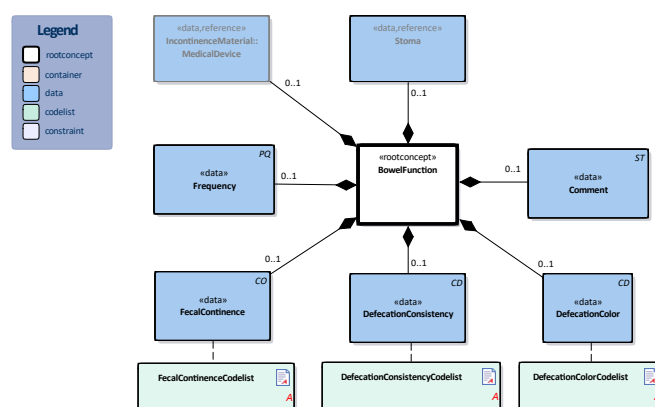 Legend
rootconcept
container
data
codelist
constraint
«data,reference»
IncontinenceMaterial::
MedicalDevice
«data,reference»
Stoma
0..1
0..1
PQ
«data»
Frequency
0..1
«rootconcept»
BowelFunction
0..1
ST
«data»
Comment
0..1
0..1
0..1
CO
«data»
FecalContinence
CD
«data»
DefecationConsistency
CD
«data»
DefecationColor
FecalContinenceCodelist
A
A
DefecationConsistencyCodelist
A
A
DefecationColorCodelist
A
A